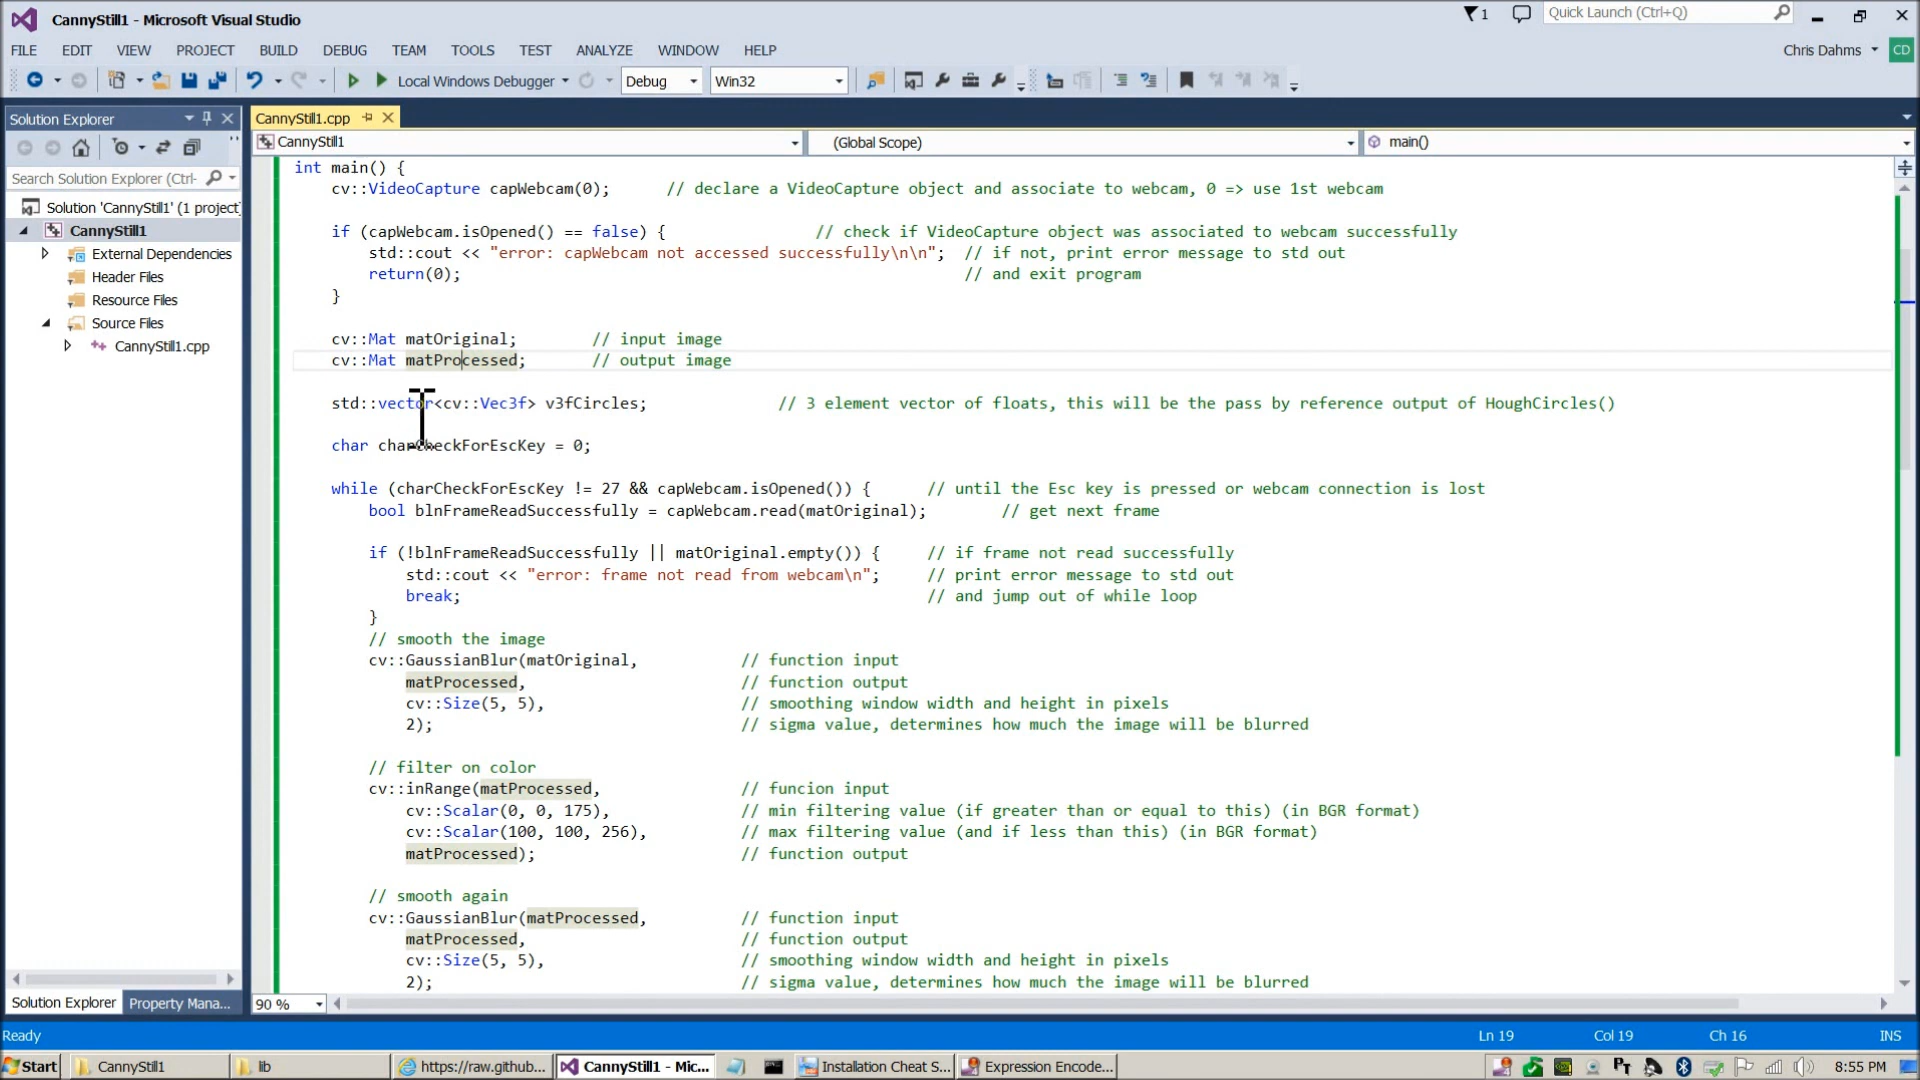 CannyStill1 - Microsoft Visual Studio
1
Quick Launch (Ctrl+Q)
FILE EDIT VIEW PROJECT BUILD DEBUG TEAM TOOLS TEST ANALYZE WINDOW HELP
Chris Dahms CD
Local Windows Debugger Debug Win32
Solution Explorer
Search Solution Explorer (Ctrl-
Solution 'CannyStill1' (1 project
CannyStill1
External Dependencies
Header Files
Resource Files
Source Files
CannyStill1.cpp
Solution Explorer Property Mana...
CannyStill1.cpp
CannyStill1 (Global Scope) main()
int main() {
cv::VideoCapture capWebcam(0); // declare a VideoCapture object and associate to webcam, 0 => use 1st webcam
if (capWebcam.isOpened() == false) { // check if VideoCapture object was associated to webcam successfully
std::cout << "error: capWebcam not accessed successfully\n\n"; // if not, print error message to std out
return(0); // and exit program
}
cv::Mat matOriginal; // input image
cv::Mat matProcessed; // output image
std::vector<cv::Vec3f> v3fCircles; // 3 element vector of floats, this will be the pass by reference output of HoughCircles()
char charCheckForEscKey = 0;
while (charCheckForEscKey != 27 && capWebcam.isOpened()) { // until the Esc key is pressed or webcam connection is lost
bool blnFrameReadSuccessfully = capWebcam.read(matOriginal); // get next frame
if (!blnFrameReadSuccessfully || matOriginal.empty()) { // if frame not read successfully
std::cout << "error: frame not read from webcam\n"; // print error message to std out
break; // and jump out of while loop
}
// smooth the image
cv::GaussianBlur(matOriginal, // function input
matProcessed, // function output
cv::Size(5, 5), // smoothing window width and height in pixels
2); // sigma value, determines how much the image will be blurred
// filter on color
cv::inRange(matProcessed, // funcion input
cv::Scalar(0, 0, 175), // min filtering value (if greater than or equal to this) (in BGR format)
cv::Scalar(100, 100, 256), // max filtering value (and if less than this) (in BGR format)
matProcessed); // function output
// smooth again
cv::GaussianBlur(matProcessed, // function input
matProcessed, // function output
cv::Size(5, 5), // smoothing window width and height in pixels
2); // sigma value, determines how much the image will be blurred
90 %
Ready Ln 19 Col 19 Ch 16 INS
Start CannyStill1 lib https://raw.github... CannyStill1 - Mic... Installation Cheat S... Expression Encode... 8:55 PM